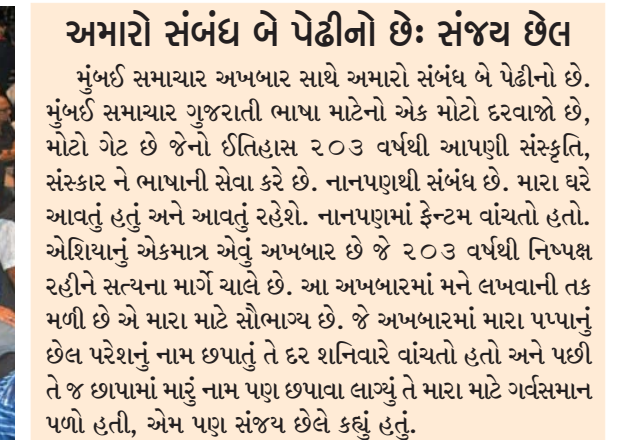 અમારો સંબંધ બે પેઢીનો છેઃ સંજય છેલ
મુંબઈ સમાચાર અખબાર સાથે અમારો સંબંધ બે પેઢીનો છે.
મુંબઈ સમાચાર ગુજરાતી ભાષા માટેનો એક મોટો દરવાજો છે,
મોટો ગેટ છે જેનો ઈતિહાસ ૨૦૩ વર્ષથી આપણી સંસ્કૃતિ,
સંસ્કાર ને ભાષાની સેવા કરે છે. નાનપણથી સંબંધ છે. મારા ઘરે
આવતું હતું અને આવતું રહેશે. નાનપણમાં ફેન્ટમ વાંચતો હતો.
એશિયાનું એકમાત્ર એવું અખબાર છે જે ૨૦૩ વર્ષથી નિષ્પક્ષ
રહીને સત્યના માર્ગે ચાલે છે. આ અખબારમાં મને લખવાની તક
મળી છે એ મારા માટે સૌભાગ્ય છે. જે અખબારમાં મારા પપ્પાનું
છેલ પરેશનું નામ છપાતું તે દર શનિવારે વાંચતો હતો અને પછી
તે જ છાપામાં મારું નામ પણ છપાવા લાગ્યું તે મારા માટે ગર્વસમાન
પળો હતી, એમ પણ સંજય છેલે કહ્યું હતું.